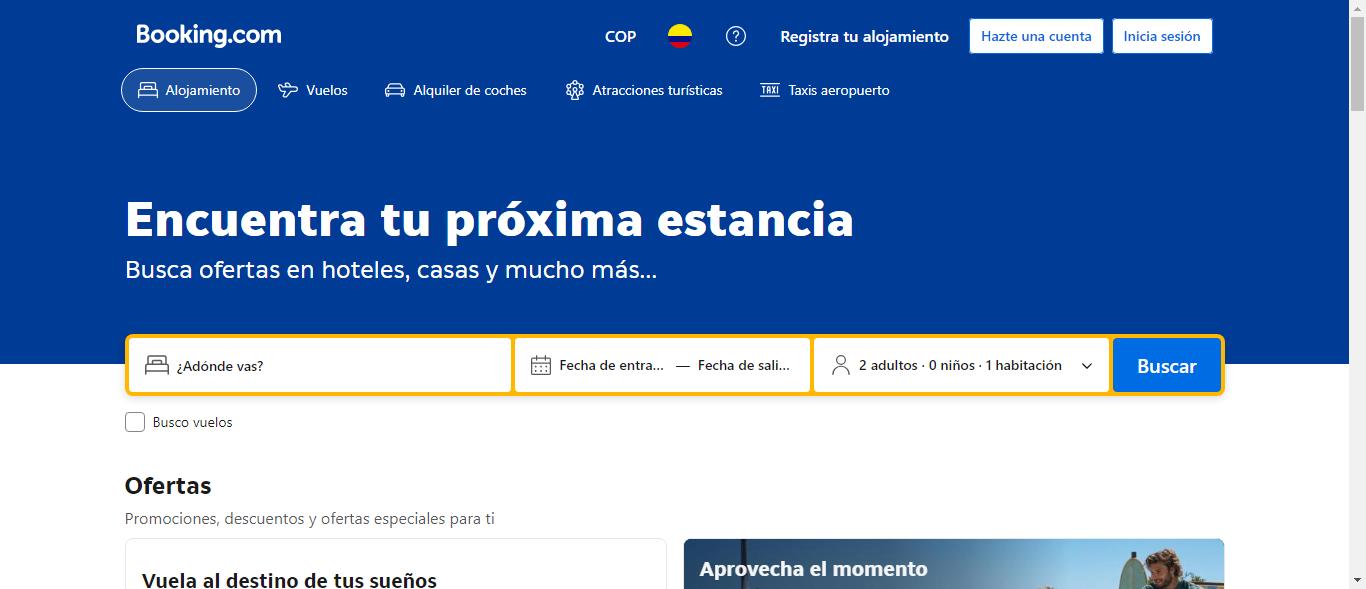 Booking.com
COP
Registra tu alojamiento
Hazte una cuenta
Inicia sesión
Alojamiento
Vuelos
Alquiler de coches
Atracciones turísticas
TAXI
Taxis aeropuerto
Encuentra tu próxima estancia
Busca ofertas en hoteles, casas y mucho más...
¿Adónde vas?
Fecha de entra... — Fecha de sali...
2 adultos · 0 niños · 1 habitación
Buscar
Busco vuelos
Ofertas
Promociones, descuentos y ofertas especiales para ti
Vuela al destino de tus sueños
Aprovecha el momento